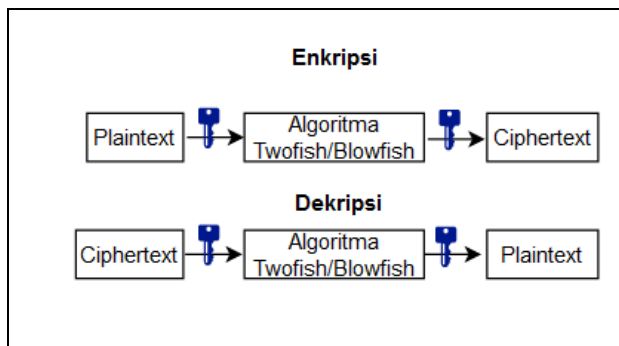 Enkripsi
Plaintext
Algoritma
Twofish/Blowfish
Ciphertext
Dekripsi
Ciphertext
Algoritma
Twofish/Blowfish
Plaintext